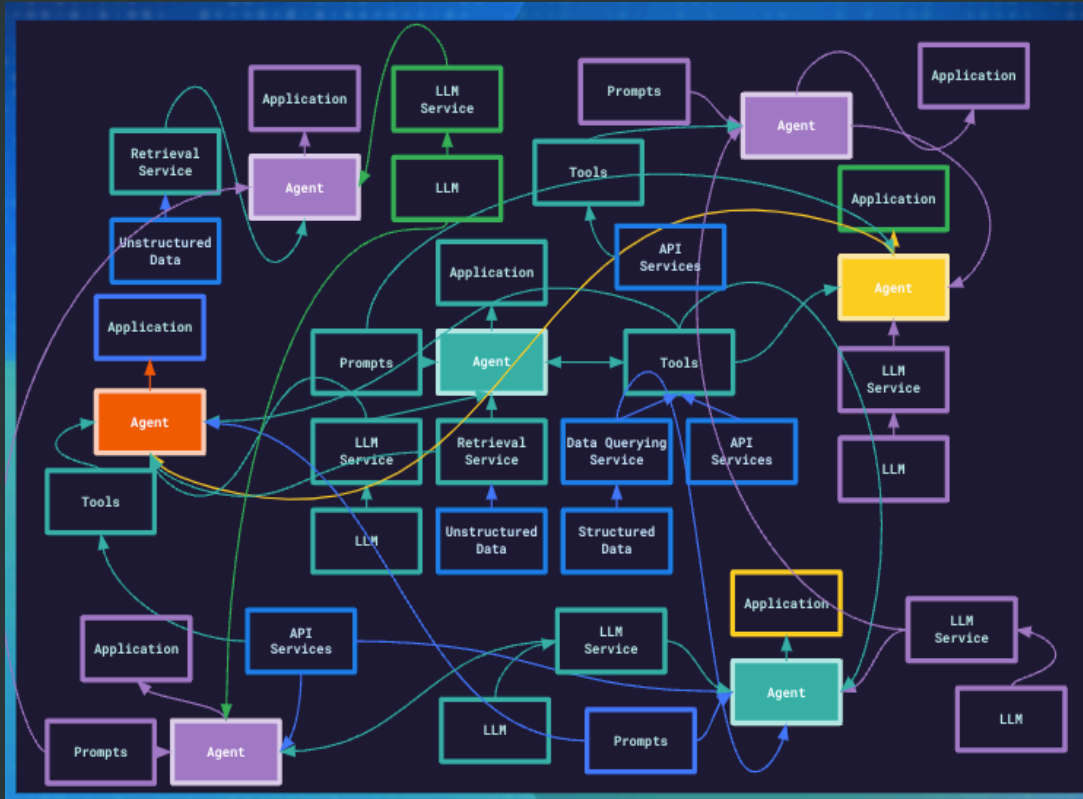 Application
LLM
Service
Prompts
Application
Agent
Retrieval
Service
Agent
LLM
Tools
Application
Unstructured
Data
API
Services
Application
Agent
Application
Prompts
Agent
Tools
LLM
Service
Agent
LLM
Service
Retrieval
Service
Data Querying
Service
API
Services
LLM
Tools
LLM
Unstructured
Data
Structured
Data
Application
Application
API
Services
LLM
Service
LLM
Service
Agent
LLM
LLM
Prompts
Prompts
Agent